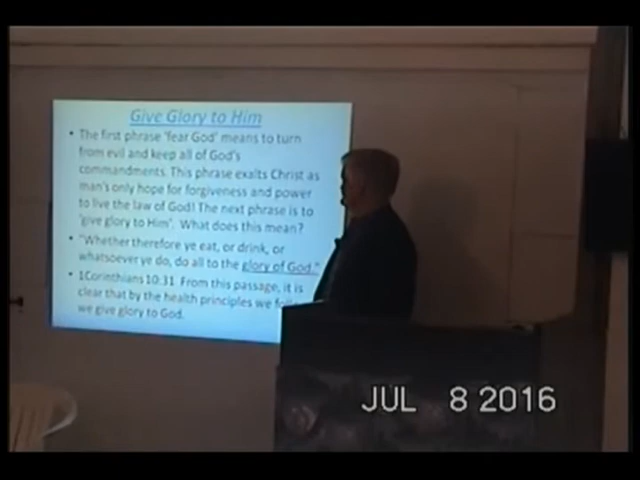 Give Glory to Him
• The first phrase 'fear God' means to turn
from evil and keep all of God's
commandments. This phrase exalts Christ as
man's only hope for forgiveness and power
to live the law of God! The next phrase is to
'give glory to Him'. What does this mean?
• "Whether therefore ye eat, or drink, or
whatsoever ye do, do all to the glory of God."
• 1Corinthians 10:31. From this passage, it is
clear that by the health principles we
we give glory to God.
JUL 8 2016